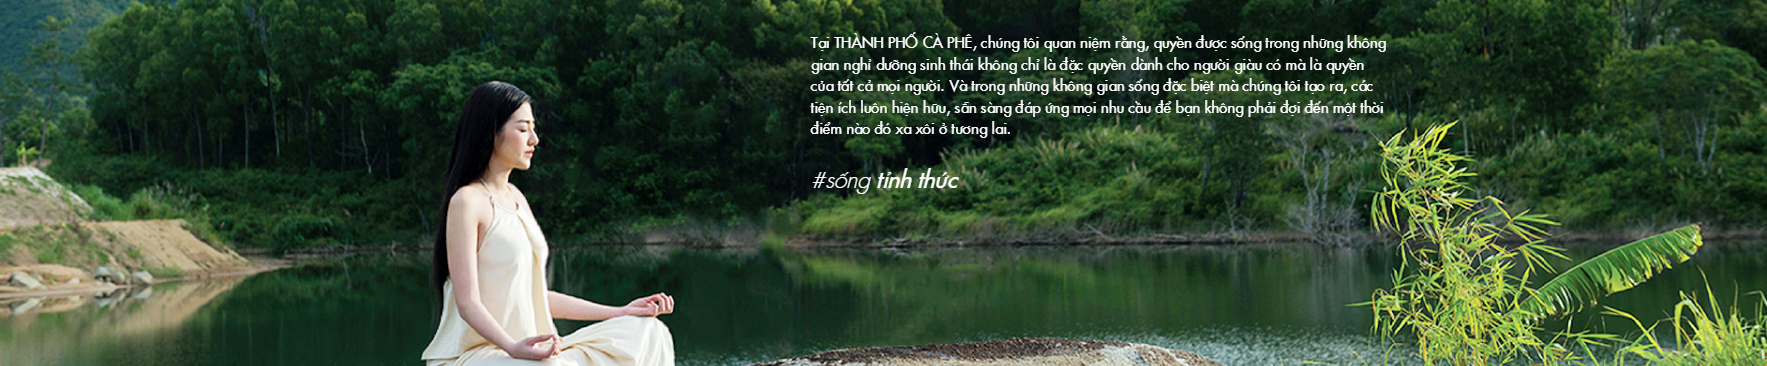 Tại THÀNH PHỐ CÀ PHÊ, chúng tôi quan niệm rằng, quyền được sống trong những không
gian nghỉ dưỡng sinh thái không chỉ là đặc quyền dành cho người giàu có mà là quyền
của tất cả mọi người. Và trong những không gian sống đặc biệt mà chúng tôi tạo ra, các
tiện ích luôn hiện hữu, sẵn sàng đáp ứng mọi nhu cầu để bạn không phải đợi đến một thời
điểm nào đó xa xôi ở tương lai.
#sống tỉnh thức